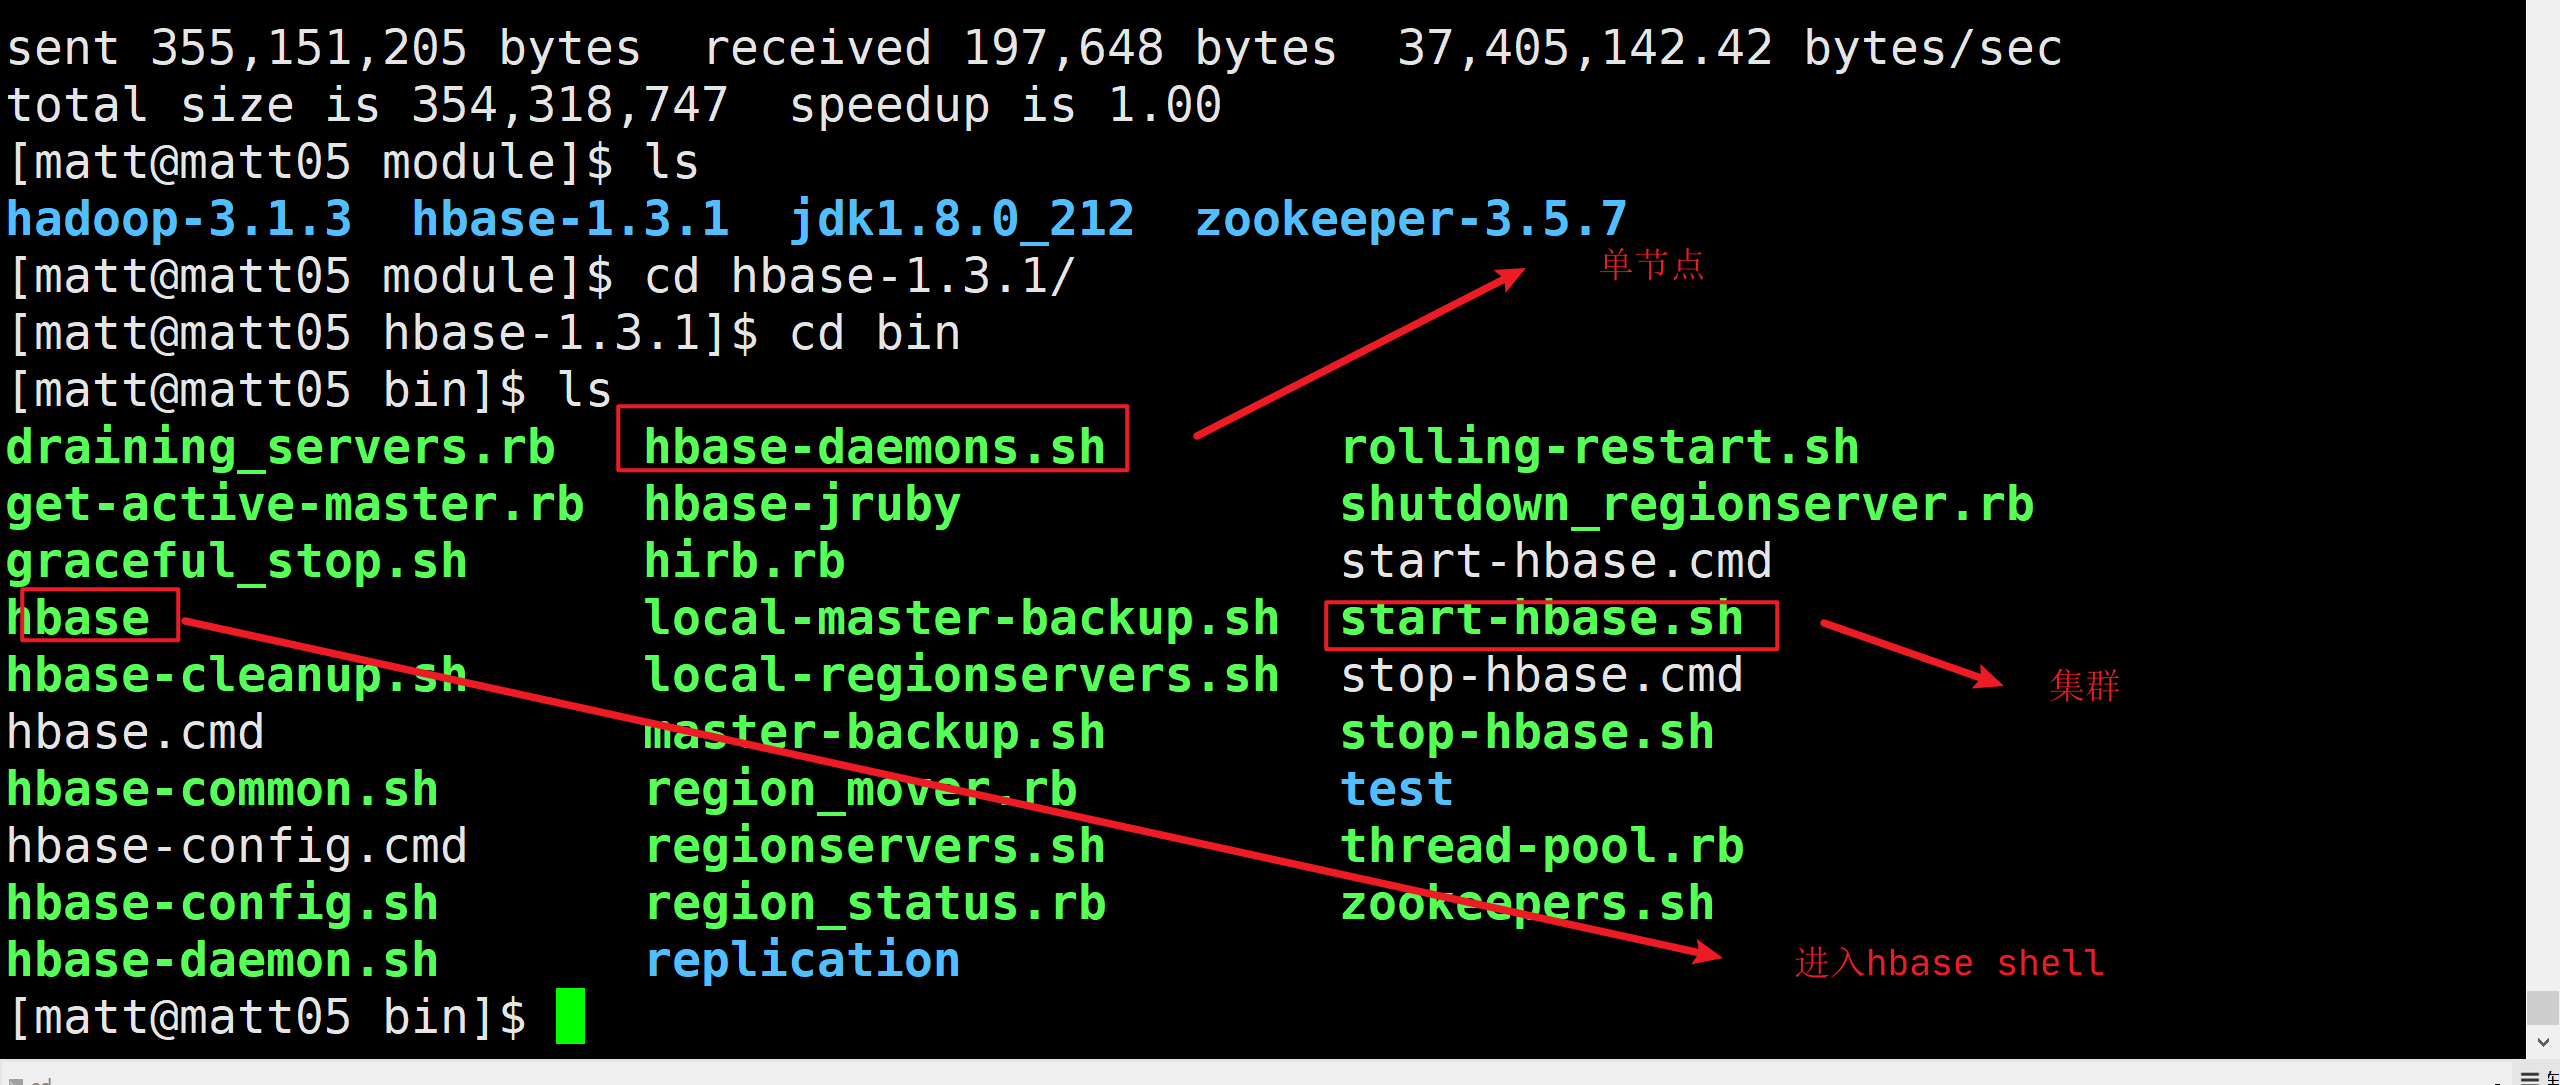 sent 355,151,205 bytes  received 197,648 bytes  37,405,142.42 bytes/sec
total size is 354,318,747  speedup is 1.00
[matt@matt05 module]$ ls
hadoop-3.1.3  hbase-1.3.1  jdk1.8.0_212  zookeeper-3.5.7
单节点
[matt@matt05 module]$ cd hbase-1.3.1/
[matt@matt05 hbase-1.3.1]$ cd bin
[matt@matt05 bin]$ ls
draining_servers.rb   hbase-daemons.sh        rolling-restart.sh
get-active-master.rb  hbase-jruby             shutdown_regionserver.rb
graceful_stop.sh      hirb.rb                 start-hbase.cmd
hbase                 local-master-backup.sh  start-hbase.sh
hbase-cleanup.sh      local-regionservers.sh  stop-hbase.cmd
集群
hbase.cmd             master-backup.sh        stop-hbase.sh
hbase-common.sh       region_mover.rb         test
hbase-config.cmd      regionservers.sh        thread-pool.rb
hbase-config.sh       region_status.rb        zookeepers.sh
hbase-daemon.sh       replication
进入hbase shell
[matt@matt05 bin]$